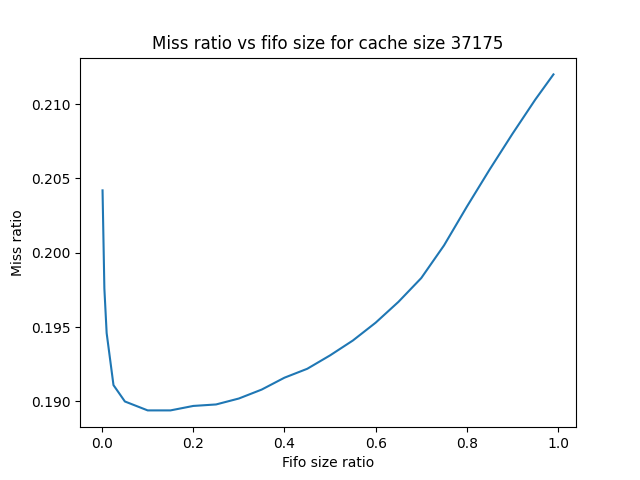 Miss ratio vs fifo size for cache size 37175
0.210
0.205
0.200
0.195
0.190
Miss ratio
0.0 0.2 0.4 0.6 0.8 1.0
Fifo size ratio